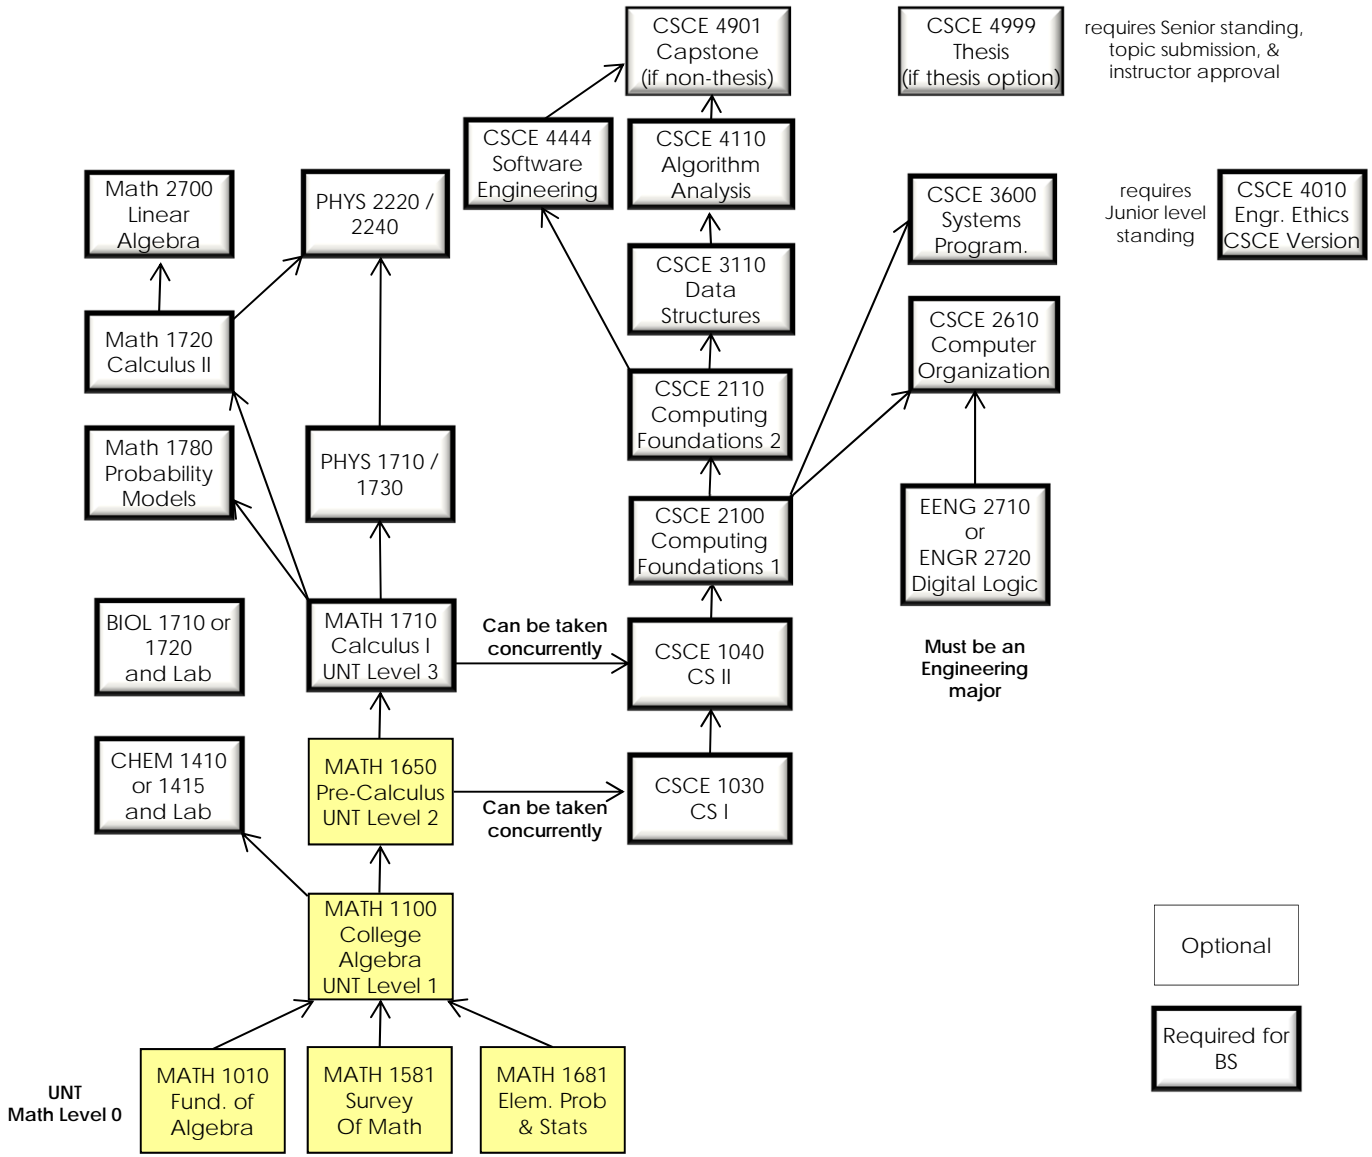 CSCE 4901
Capstone
(if non-thesis)
CSCE 4999
Thesis
(if thesis option)
requires Senior standing,
topic submission, &
instructor approval
CSCE 4444
Software
Engineering
CSCE 4110
Algorithm
Analysis
Math 2700
Linear
Algebra
PHYS 2220 /
2240
CSCE 3600
Systems
Program.
requires
Junior level
standing
CSCE 4010
Engr. Ethics
CSCE Version
CSCE 3110
Data
Structures
Math 1720
Calculus II
CSCE 2610
Computer
Organization
CSCE 2110
Computing
Foundations 2
Math 1780
Probability
Models
PHYS 1710 /
1730
CSCE 2100
Computing
Foundations 1
EENG 2710
or
ENGR 2720
Digital Logic
BIOL 1710 or
1720
and Lab
MATH 1710
Calculus I
UNT Level 3
Can be taken
concurrently
CSCE 1040
CS II
Must be an
Engineering
major
CHEM 1410
or 1415
and Lab
MATH 1650
Pre-Calculus
UNT Level 2
Can be taken
concurrently
CSCE 1030
CS I
MATH 1100
College
Algebra
UNT Level 1
Optional
Required for
BS
UNT
Math Level 0
MATH 1010
Fund. of
Algebra
MATH 1581
Survey
Of Math
MATH 1681
Elem. Prob
& Stats